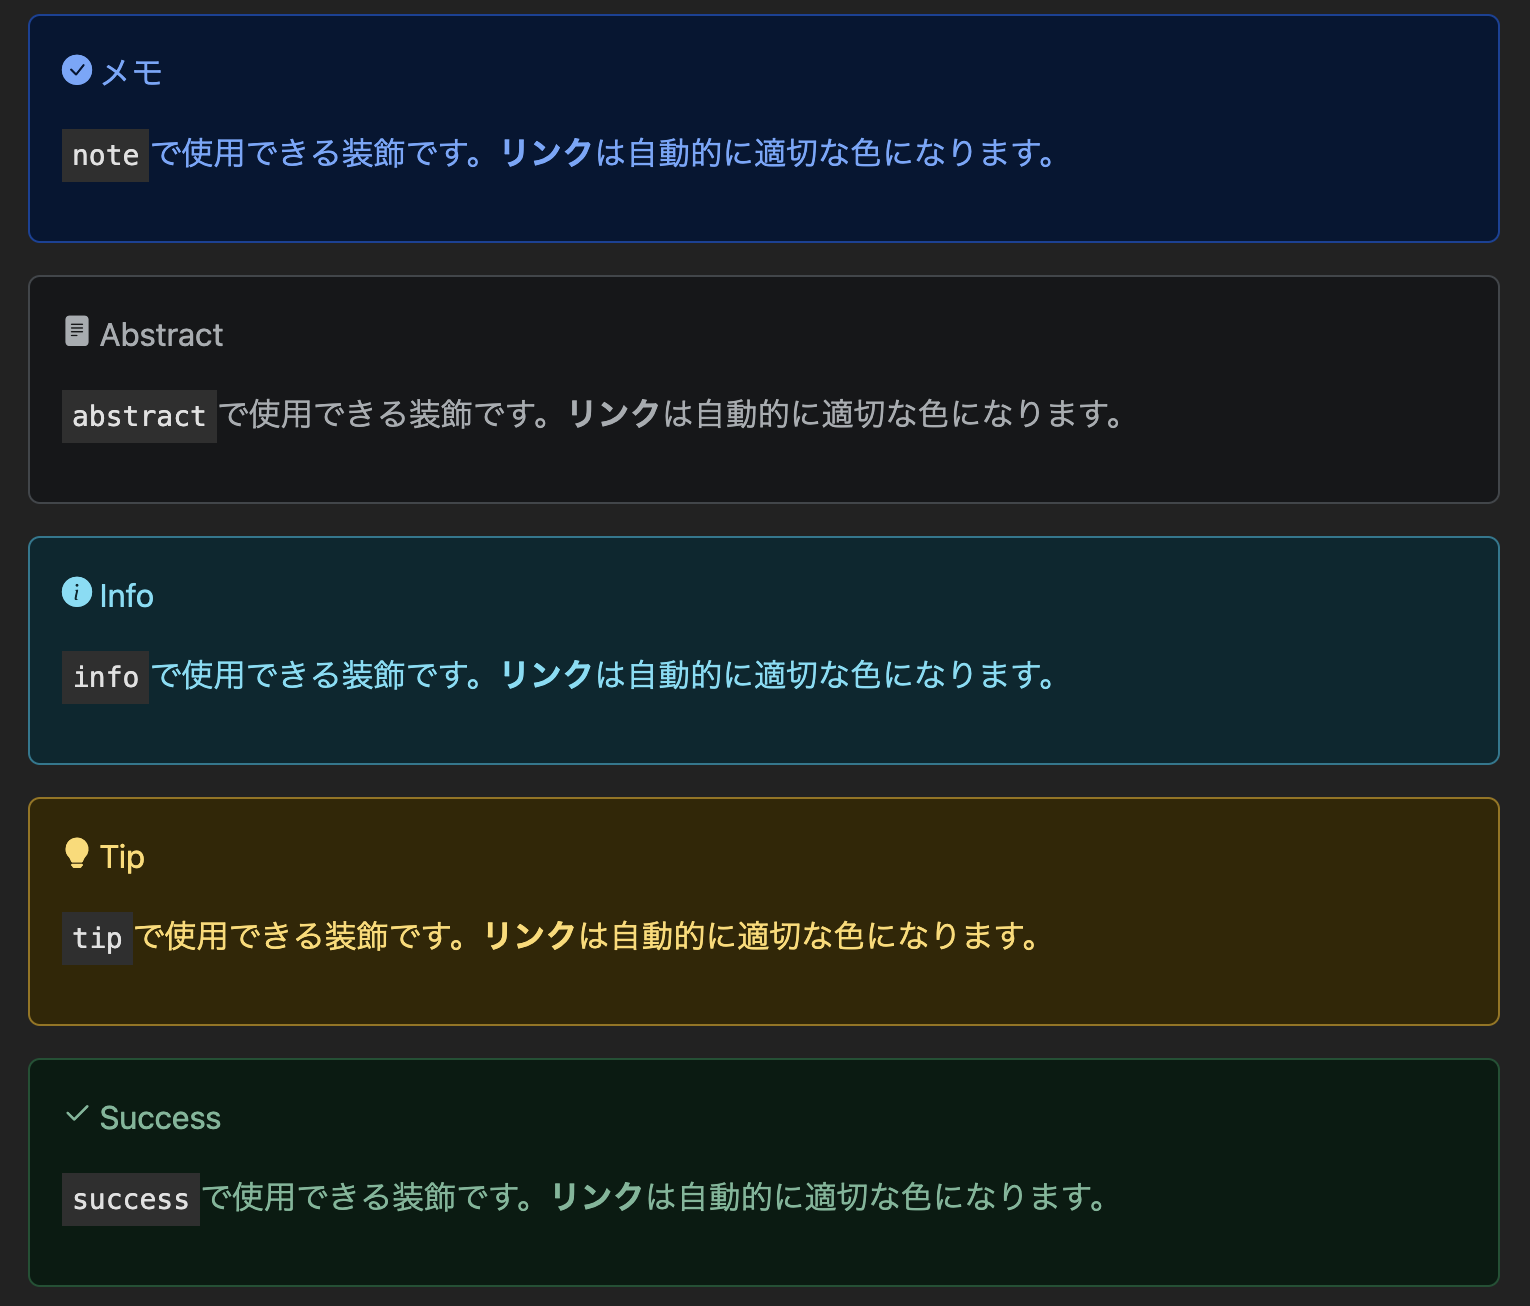 メモ
noteで使用できる装飾です。リンクは自動的に適切な色になります。
Abstract
abstractで使用できる装飾です。リンクは自動的に適切な色になります。
Info
infoで使用できる装飾です。リンクは自動的に適切な色になります。
Tip
tipで使用できる装飾です。リンクは自動的に適切な色になります。
Success
successで使用できる装飾です。リンクは自動的に適切な色になります。